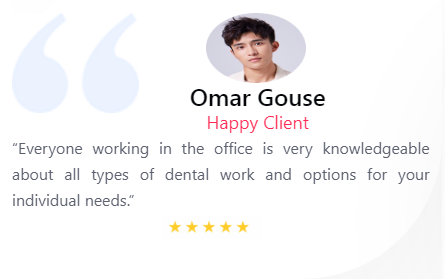 Omar Gouse
Happy Client
“Everyone working in the office is very knowledgeable
about all types of dental work and options for your
individual needs.”